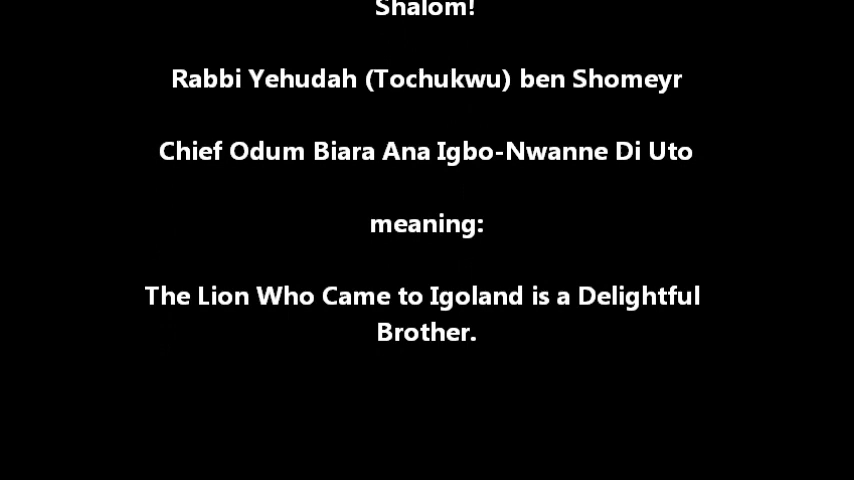 Shalom!
Rabbi Yehudah (Tochukwu) ben Shomeyr
Chief Odum Biara Ana Igbo-Nwanne Di Uto
meaning:
The Lion Who Came to Igoland is a Delightful
Brother.